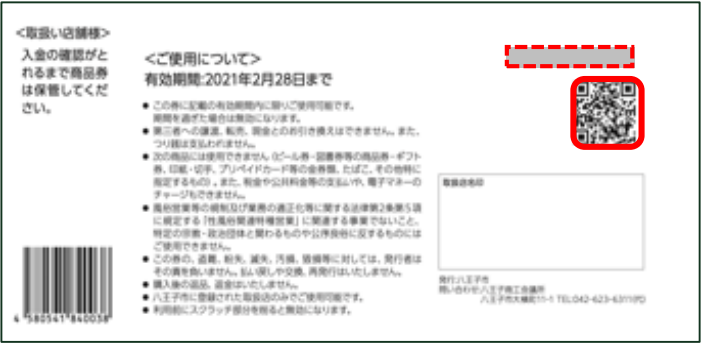 ＜取扱い店舗様＞
入金の確認がと
れるまで商品券
は保管してくだ
さい。
＜ご使用について＞
有効期間:2021年2月28日まで
● この券に記載の有効期間内に限りご使用可能です。
期間を過ぎた場合は無効になります。
● 第三者への譲渡、転売、現金とのお引き換えはできません。また、
つり銭は支払われません。
● 次の商品には使用できません（ビール券・図書券等の商品券・ギフト
券、印紙・切手、プリペイドカード等の金券類、たばこ、その他特に
指定するもの）。また、税金や公共料金等の支払いや、電子マネーの
チャージもできません。
● 風俗営業等の規制及び業務の適正化等に関する法律第2条第5項
に規定する「性風俗関連特殊営業」に関連する事業でないこと、
特定の宗教・政治団体と関わるものや公序良俗に反するものには
ご使用できません。
● この券の、盗難、紛失、滅失、汚損、毀損等に対しては、発行者は
その責を負いません。払い戻しや交換、再発行はいたしません。
● 購入後の返品、返金はいたしません。
● 八王子市に登録された取扱店のみでご使用可能です。
● 利用前にスクラッチ部分を削ると無効になります。
取扱店名印
発行:八王子市
問い合わせ:八王子商工会議所
八王子市大横町11-1 TEL:042-623-6311(代)
4 580541 840038